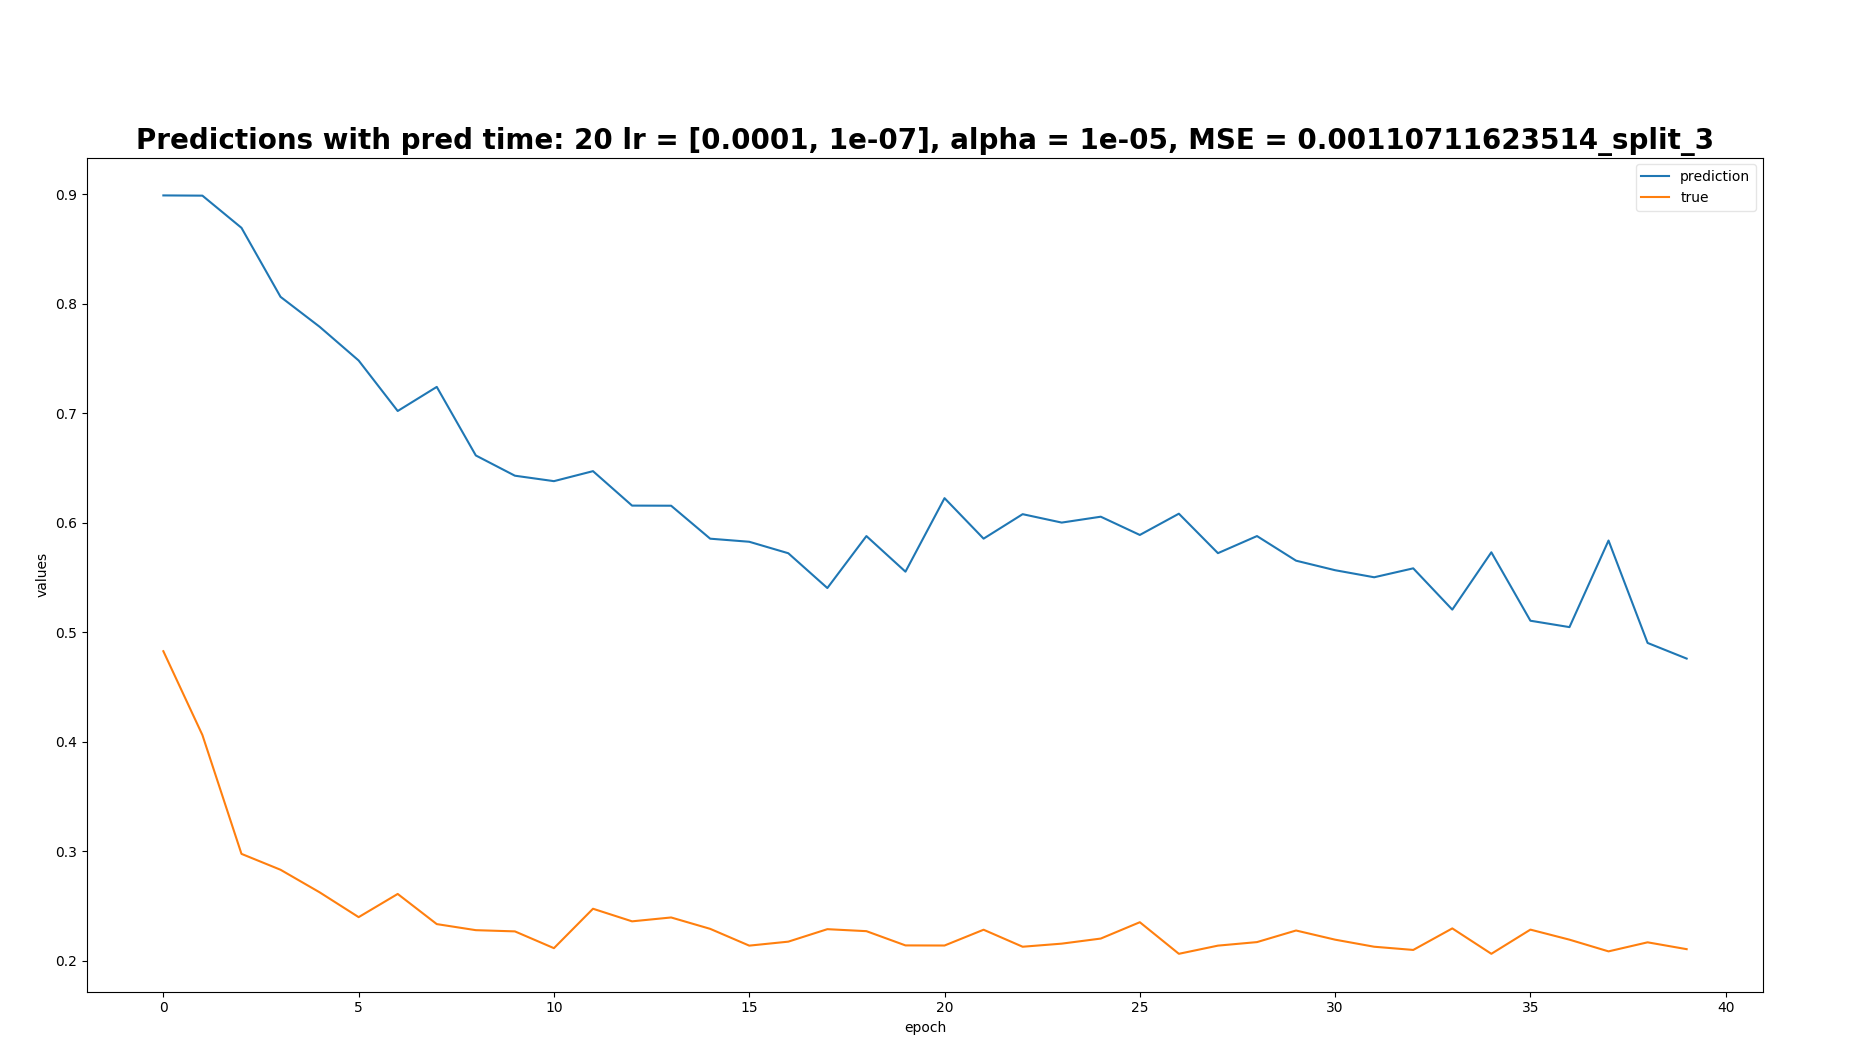 Predictions with pred time: 20 lr = [0.0001, 1e-07], alpha = 1e-05, MSE = 0.00110711623514_split_3
prediction
true
0.9
0.8
0.7
0.6
0.5
0.4
0.3
0.2
values
0 5 10 15 20 25 30 35 40
epoch